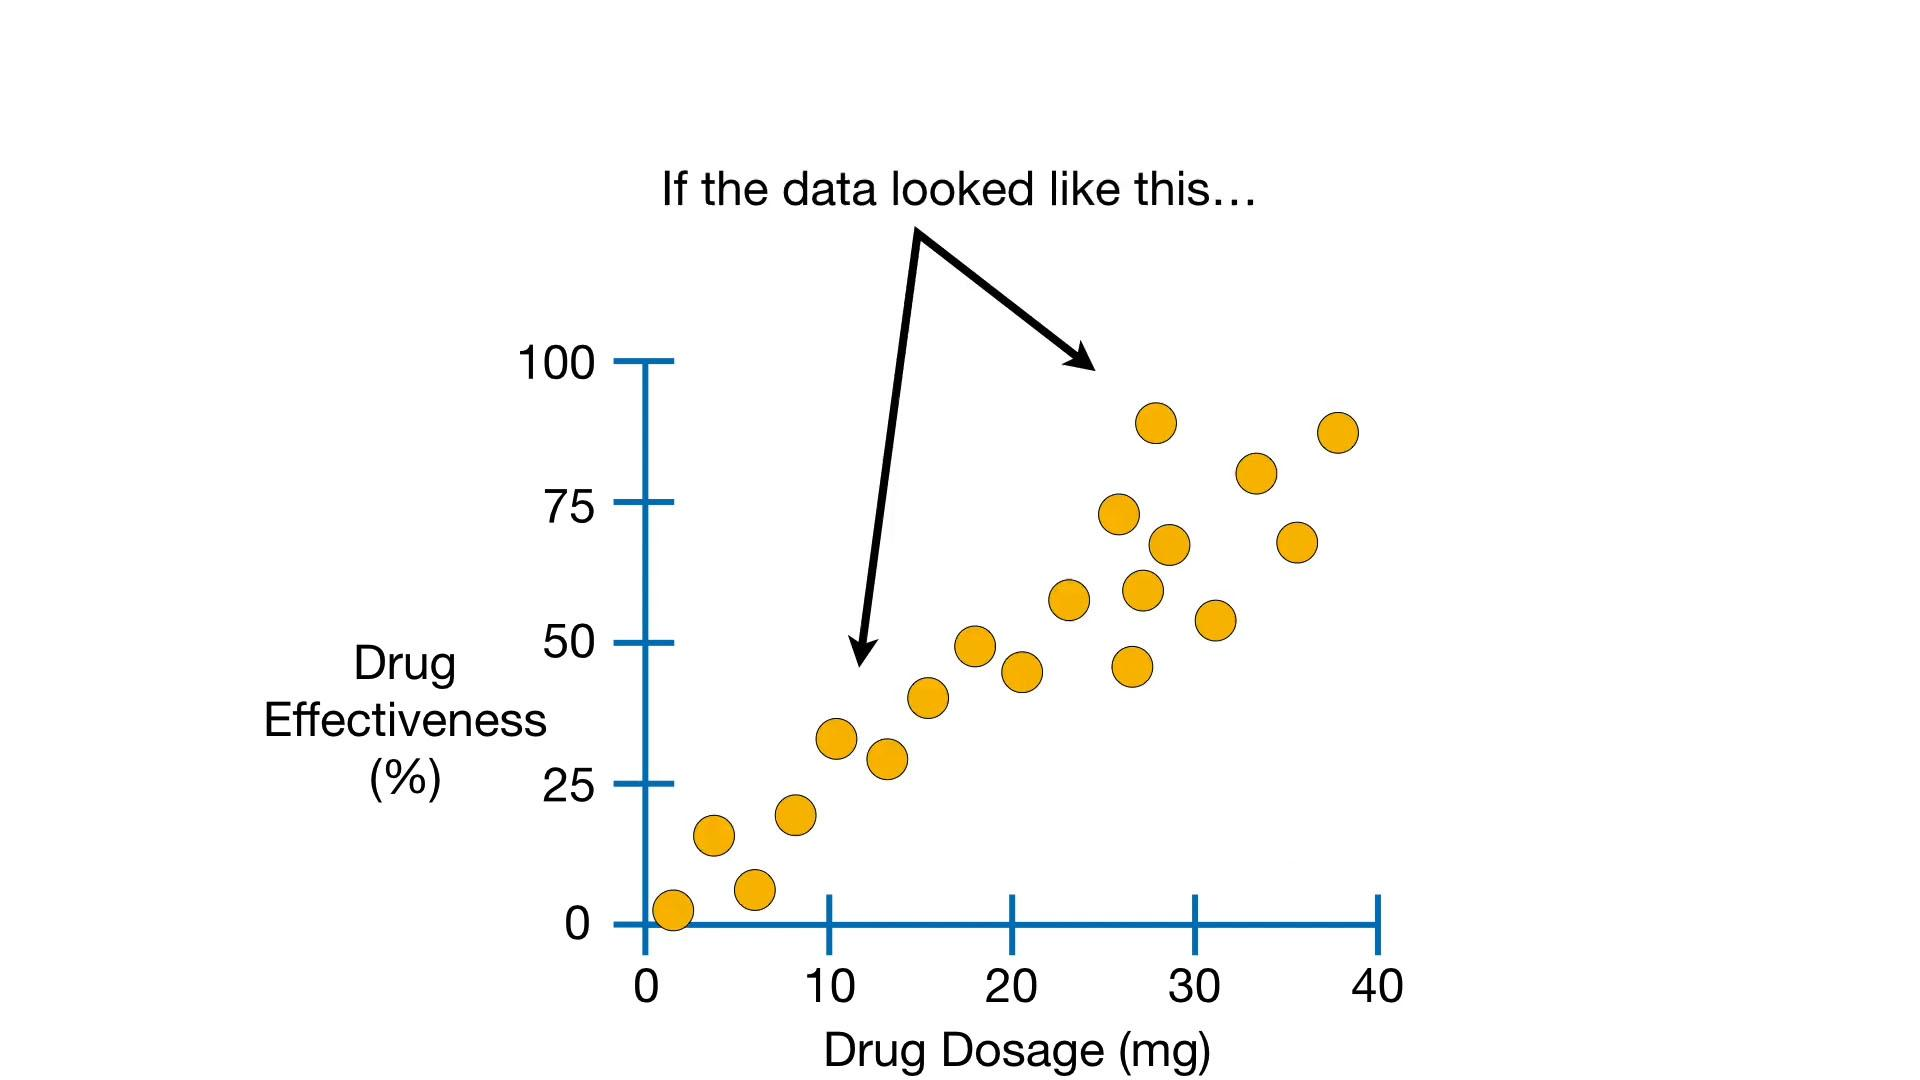 If the data looked like this…
100
75
50
25
0
Drug
Effectiveness
(%)
0 10 20 30 40
Drug Dosage (mg)